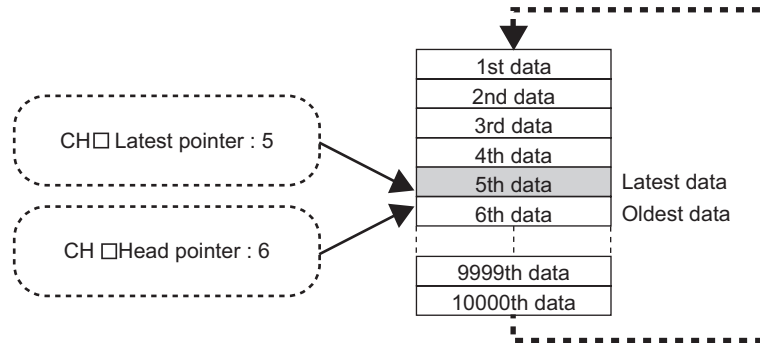 1st data
2nd data
3rd data
CH□ Latest pointer : 5
4th data
5th data
Latest data
6th data
Oldest data
CH □Head pointer : 6
9999th data
10000th data